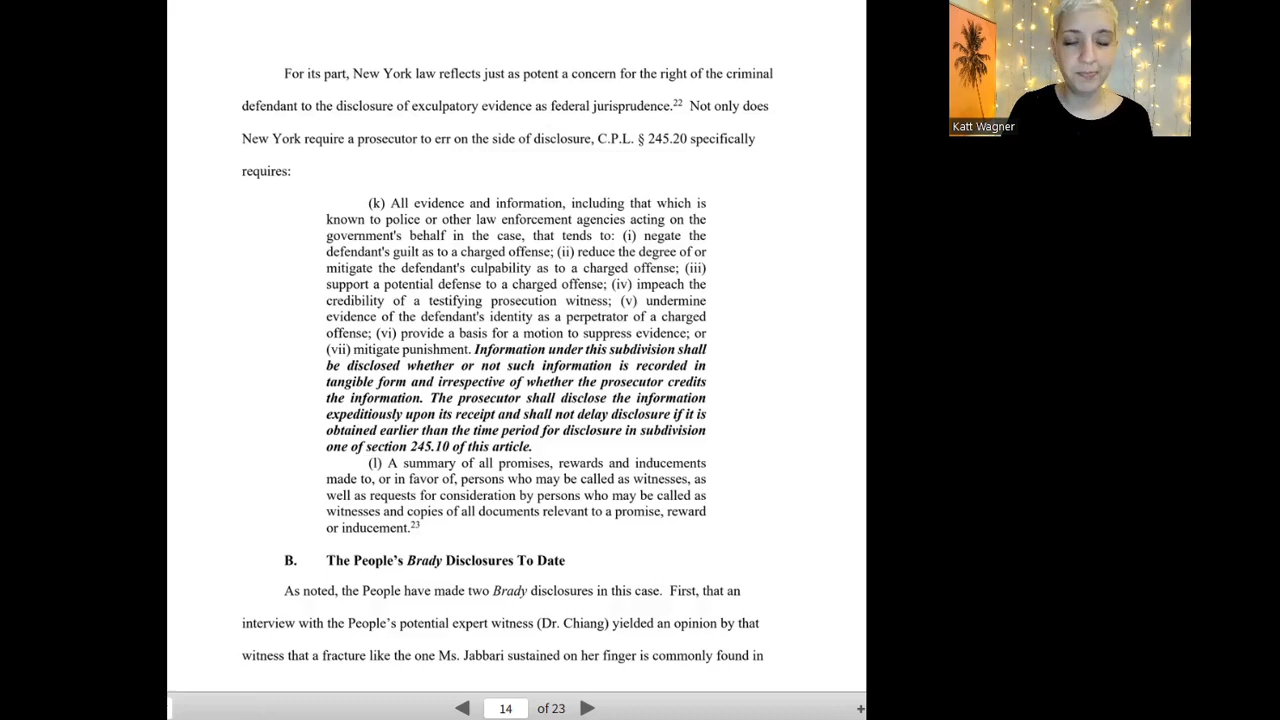 For its part, New York law reflects just as potent a concern for the right of the criminal
defendant to the disclosure of exculpatory evidence as federal jurisprudence.22 Not only does
New York require a prosecutor to err on the side of disclosure, C.P.L. § 245.20 specifically
requires:
(k) All evidence and information, including that which is
known to police or other law enforcement agencies acting on the
government's behalf in the case, that tends to: (i) negate the
defendant's guilt as to a charged offense; (ii) reduce the degree of or
mitigate the defendant's culpability as to a charged offense; (iii)
support a potential defense to a charged offense; (iv) impeach the
credibility of a testifying prosecution witness; (v) undermine
evidence of the defendant's identity as a perpetrator of a charged
offense; (vi) provide a basis for a motion to suppress evidence; or
(vii) mitigate punishment. Information under this subdivision shall
be disclosed whether or not such information is recorded in
tangible form and irrespective of whether the prosecutor credits
the information. The prosecutor shall disclose the information
expeditiously upon its receipt and shall not delay disclosure if it is
obtained earlier than the time period for disclosure in subdivision
one of section 245.10 of this article.
(l) A summary of all promises, rewards and inducements
made to, or in favor of, persons who may be called as witnesses, as
well as requests for consideration by persons who may be called as
witnesses and copies of all documents relevant to a promise, reward
or inducement.23
B. The People's Brady Disclosures To Date
As noted, the People have made two Brady disclosures in this case. First, that an
interview with the People's potential expert witness (Dr. Chiang) yielded an opinion by that
witness that a fracture like the one Ms. Jabbari sustained on her finger is commonly found in
14 of 23
Katt Wagner